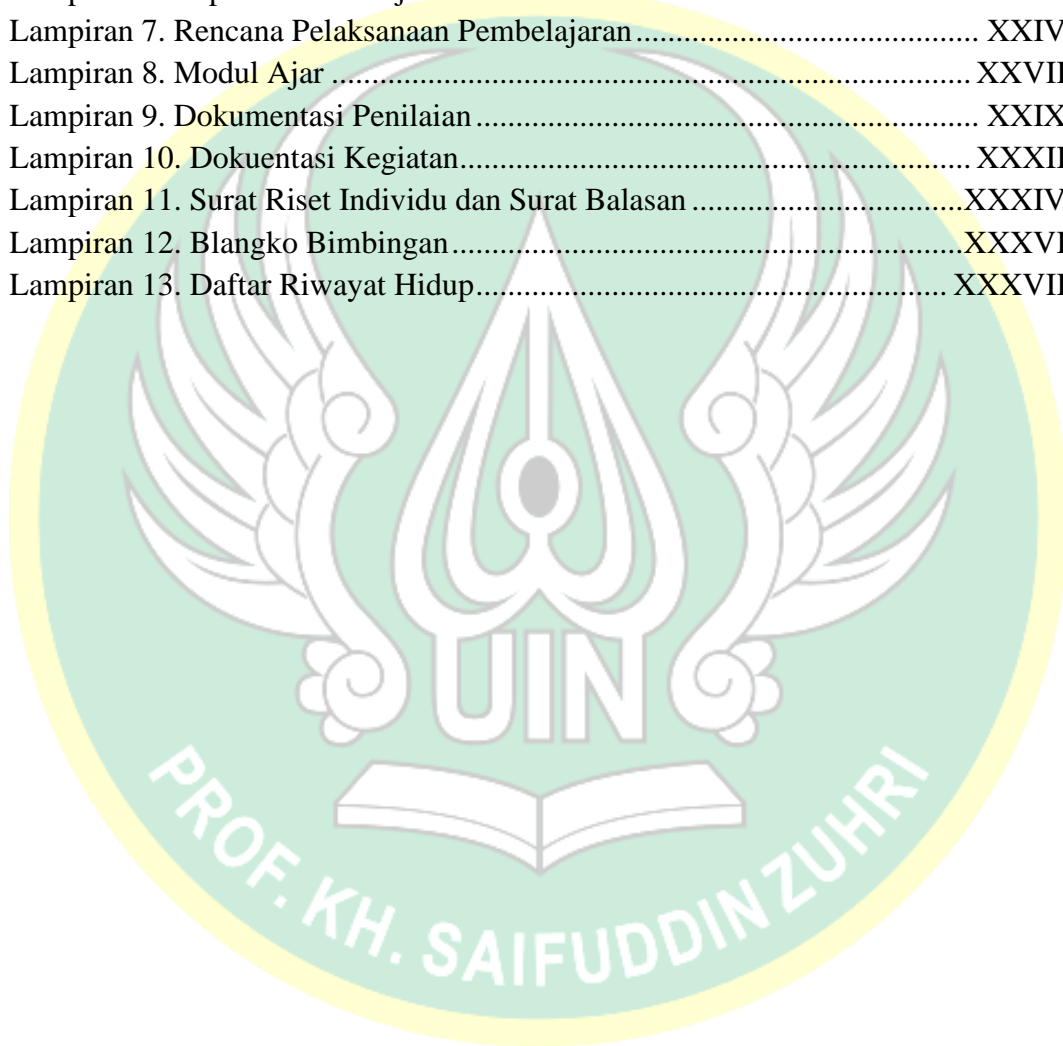 Lampiran 7. Rencana Pelaksanaan Pembelajaran ........................................... XXIV
Lampiran 8. Modul Ajar ................................................................................ XXVII
Lampiran 9. Dokumentasi Penilaian ............................................................... XXIX
Lampiran 10. Dokuentasi Kegiatan................................................................ XXXII
Lampiran 11. Surat Riset Individu dan Surat Balasan ..................................XXXIV
Lampiran 12. Blangko Bimbingan................................................................XXXVI
Lampiran 13. Daftar Riwayat Hidup........................................................... XXXVII
UIN
PROF. KH. SAIFUDDIN ZUHRI